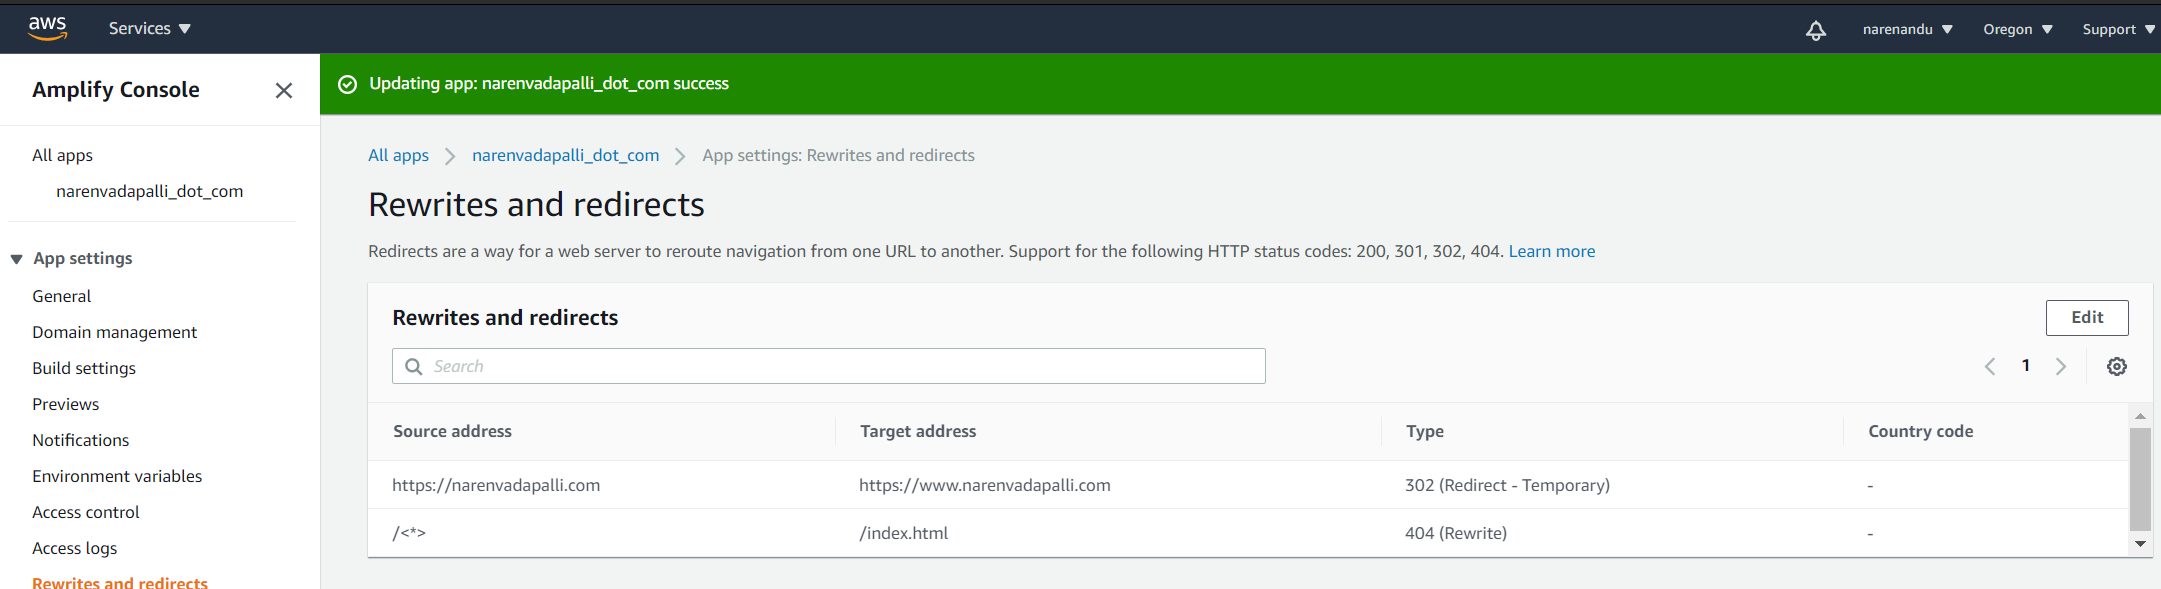 aws Services narenandu Oregon Support
Amplify Console
Updating app: narenvadapalli_dot_com success
All apps
narenvadapalli_dot_com
App settings
General
Domain management
Build settings
Previews
Notifications
Environment variables
Access control
Access logs
Rewrites and redirects
All apps narenvadapalli_dot_com App settings: Rewrites and redirects
Rewrites and redirects
Redirects are a way for a web server to reroute navigation from one URL to another. Support for the following HTTP status codes: 200, 301, 302, 404. Learn more
Rewrites and redirects
Edit
Search
1
Source address Target address Type Country code
https://narenvadapalli.com https://www.narenvadapalli.com 302 (Redirect - Temporary) -
/<*> /index.html 404 (Rewrite) -